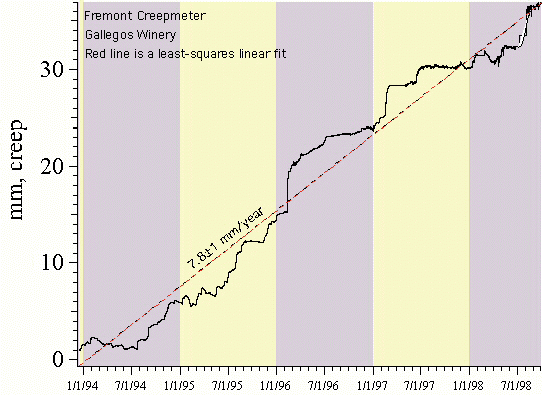 Fremont Creepmeter
Gallegos Winery
Red line is a least-squares linear fit
mm, creep
30
20
10
0
7.8±1 mm/year
1/1/94 7/1/94 1/1/95 7/1/95 1/1/96 7/1/96 1/1/97 7/1/97 1/1/98 7/1/98